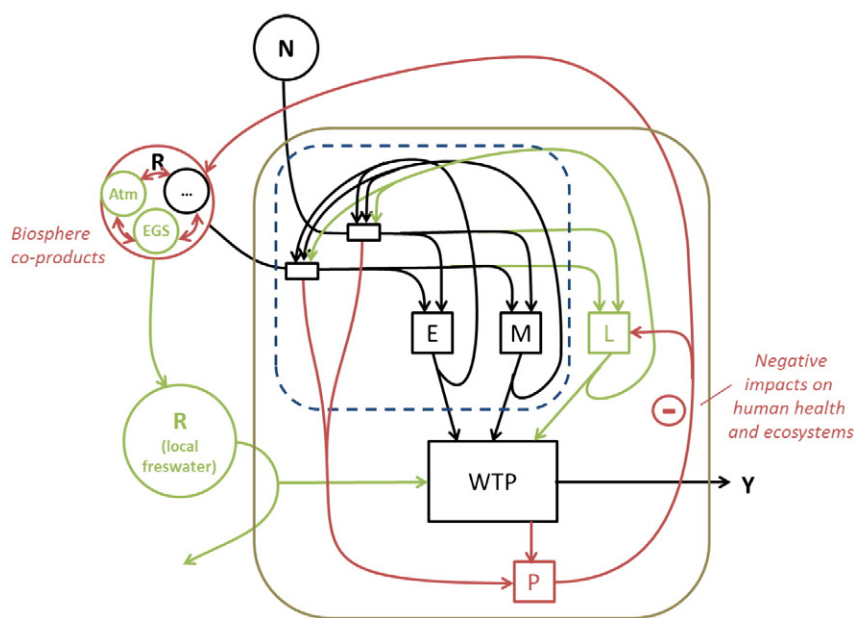 N
R
Atm
...
EGS
Biosphere
co-products
E
M
L
Negative
impacts on
human health
and ecosystems
R
(local
freswater)
WTP
Y
P